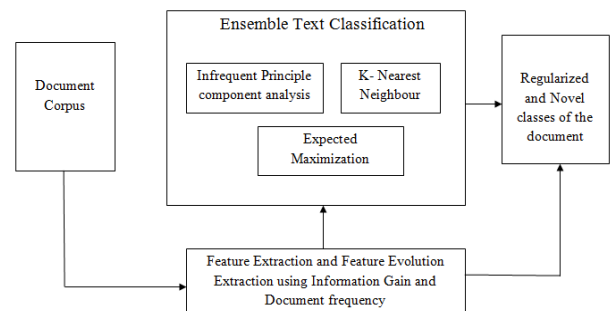 Ensemble Text Classification
Document
Corpus
Infrequent Principle
component analysis
K- Nearest
Neighbour
Expected
Maximization
Regularized
and Novel
classes of the
document
Feature Extraction and Feature Evolution
Extraction using Information Gain and
Document frequency